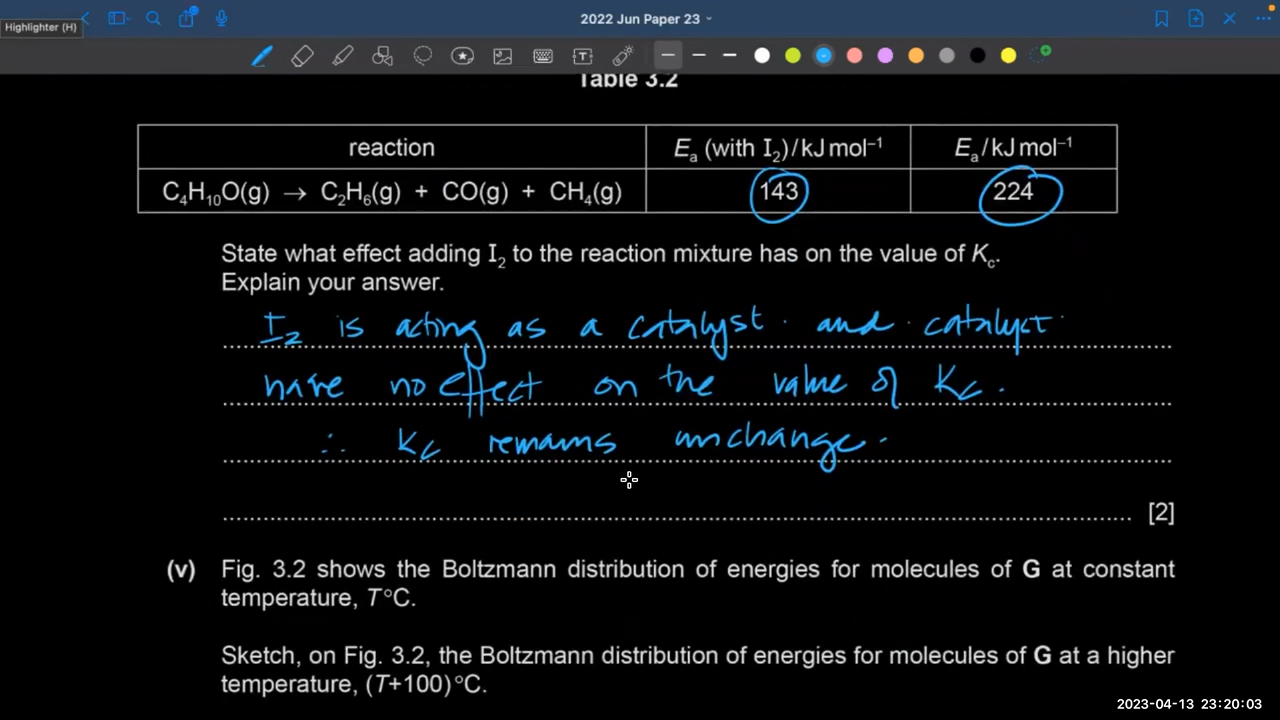 Highlighter (H)
2022 Jun Paper 23
Table 3.2
reaction Eₐ (with I₂)/kJ mol⁻¹ Eₐ/kJ mol⁻¹
C₄H₁₀O(g) → C₂H₆(g) + CO(g) + CH₄(g) 143 224
State what effect adding I₂ to the reaction mixture has on the value of K꜀.
Explain your answer.
I₂ is acting as a catalyst. and catalyst
have no effect on the value of Kc.
∴ Kc remains unchange.
[2]
(v) Fig. 3.2 shows the Boltzmann distribution of energies for molecules of G at constant
temperature, T°C.
Sketch, on Fig. 3.2, the Boltzmann distribution of energies for molecules of G at a higher
temperature, (T+100)°C.
2023-04-13 23:20:03